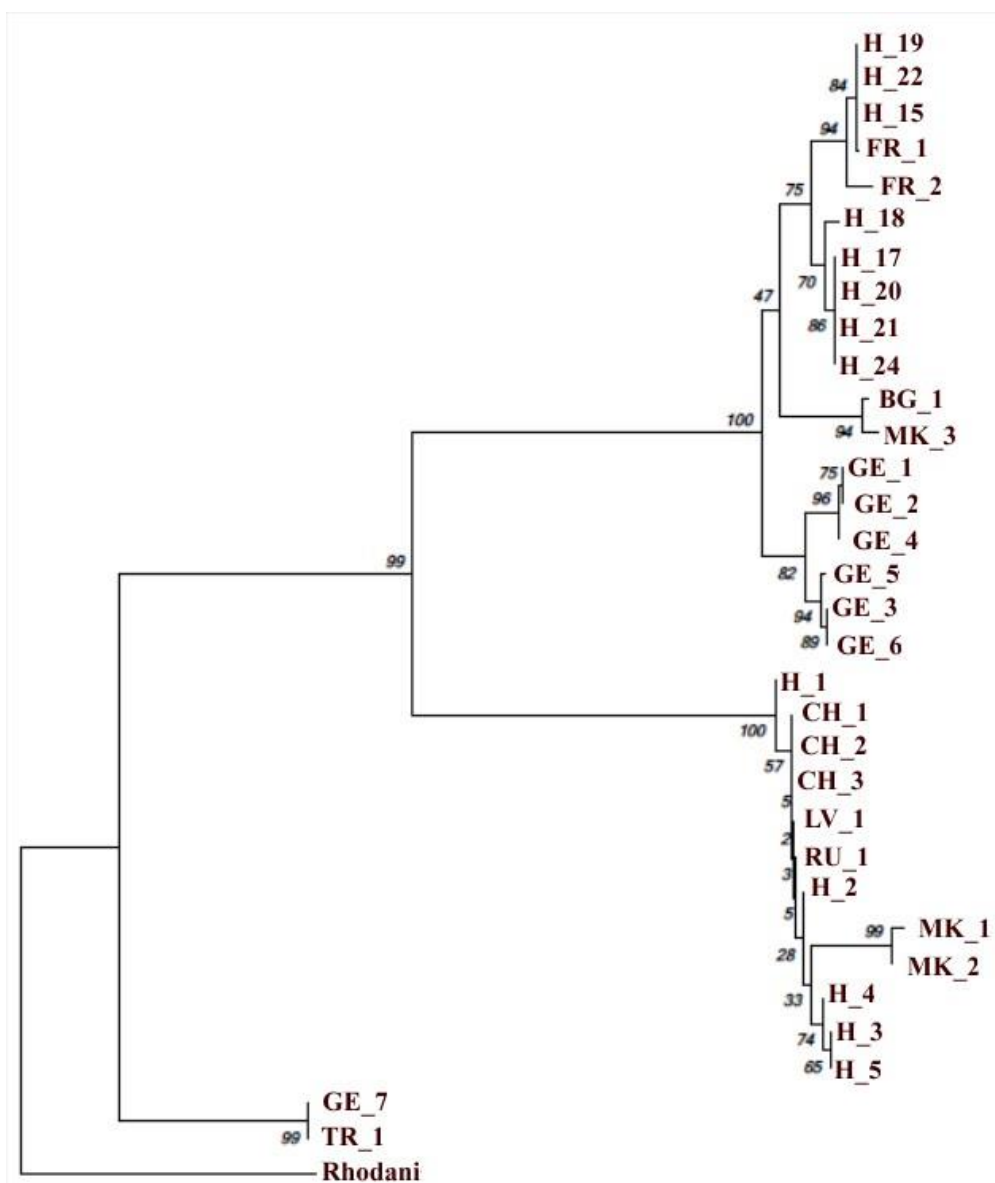 H_19
H_22
84
H_15
94
FR_1
75
FR_2
H_18
H_17
70
H_20
47
86
H_21
H_24
BG_1
100
94
MK_3
75
GE_1
96
GE_2
GE_4
99
82
GE_5
94
GE_3
89
GE_6
H_1
CH_1
100
CH_2
57
CH_3
5
LV_1
2
RU_1
3
H_2
5
99
MK_1
28
MK_2
33
H_4
74
H_3
65
H_5
GE_7
99
TR_1
Rhodani